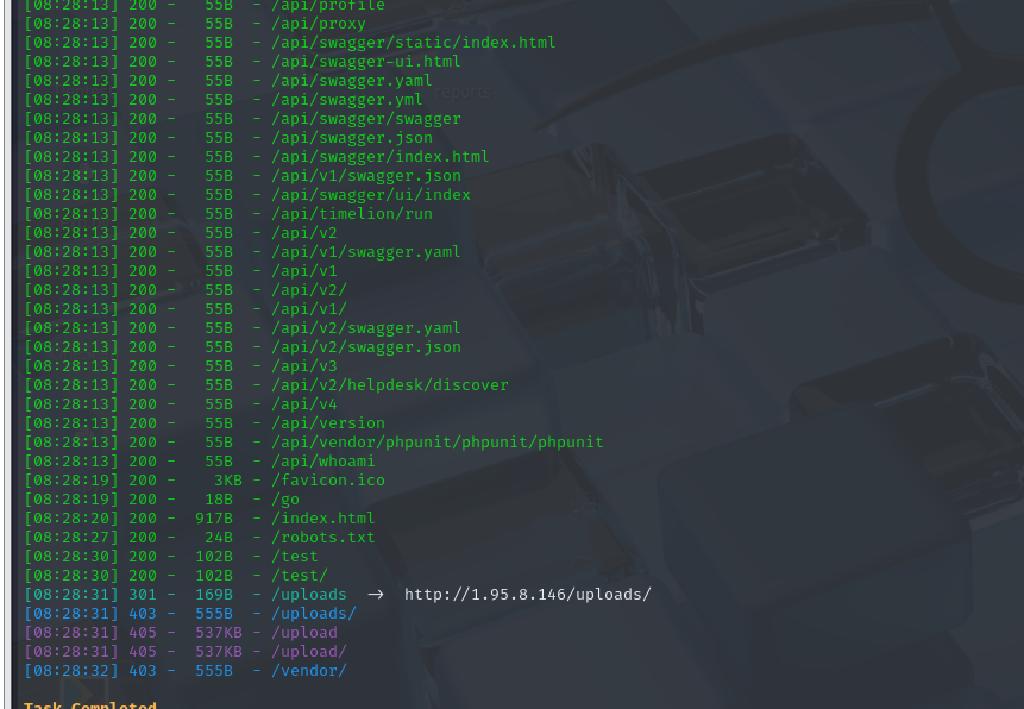 [08:28:13] 200 - 55B - /api/profile
[08:28:13] 200 - 55B - /api/proxy
[08:28:13] 200 - 55B - /api/swagger/static/index.html
[08:28:13] 200 - 55B - /api/swagger-ui.html
[08:28:13] 200 - 55B - /api/swagger.yaml
[08:28:13] 200 - 55B - /api/swagger.yml
reports.
[08:28:13] 200 - 55B - /api/swagger/swagger
[08:28:13] 200 - 55B - /api/swagger.json
[08:28:13] 200 - 55B - /api/swagger/index.html
[08:28:13] 200 - 55B - /api/v1/swagger.json
[08:28:13] 200 - 55B - /api/swagger/ui/index
[08:28:13] 200 - 55B - /api/timelion/run
[08:28:13] 200 - 55B - /api/v2
[08:28:13] 200 - 55B - /api/v1/swagger.yaml
[08:28:13] 200 - 55B - /api/v1
[08:28:13] 200 - 55B - /api/v2/
[08:28:13] 200 - 55B - /api/v1/
[08:28:13] 200 - 55B - /api/v2/swagger.yaml
[08:28:13] 200 - 55B - /api/v2/swagger.json
[08:28:13] 200 - 55B - /api/v3
[08:28:13] 200 - 55B - /api/v2/helpdesk/discover
[08:28:13] 200 - 55B - /api/v4
[08:28:13] 200 - 55B - /api/version
[08:28:13] 200 - 55B - /api/vendor/phpunit/phpunit/phpunit
[08:28:13] 200 - 55B - /api/whoami
[08:28:19] 200 - 3KB - /favicon.ico
[08:28:19] 200 - 18B - /go
[08:28:20] 200 - 917B - /index.html
[08:28:27] 200 - 24B - /robots.txt
[08:28:30] 200 - 102B - /test
[08:28:30] 200 - 102B - /test/
[08:28:31] 301 - 169B - /uploads → http://1.95.8.146/uploads/
[08:28:31] 403 - 555B - /uploads/
[08:28:31] 405 - 537KB - /upload
[08:28:31] 405 - 537KB - /upload/
[08:28:32] 403 - 555B - /vendor/
Task Completed